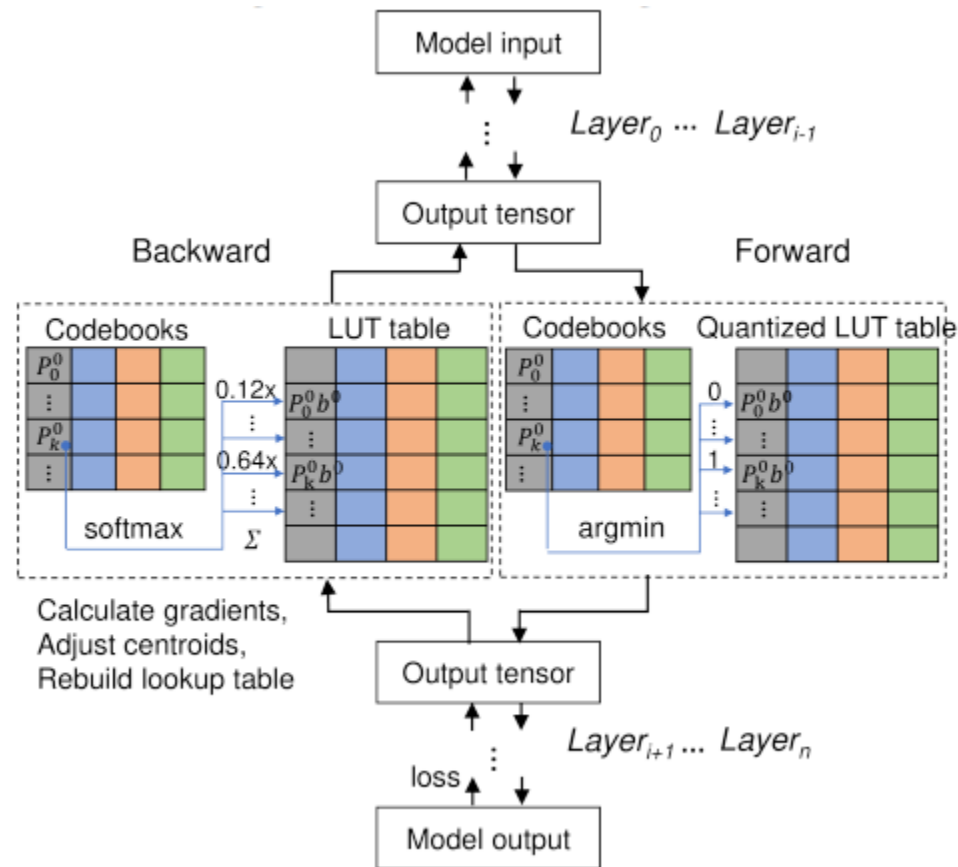 Model input
⋮
Layer₀ ⋯ Layerᵢ₋₁
Output tensor
Backward
Forward
Codebooks
LUT table
P₀⁰
⋮
Pₖ⁰
⋮
0.12x
⋮
0.64x
⋮
Σ
P₀⁰b⁰
⋮
Pₖ⁰b⁰
⋮
softmax
Codebooks
Quantized LUT table
P₀⁰
⋮
Pₖ⁰
⋮
0
⋮
1
⋮
P₀⁰b⁰
⋮
Pₖ⁰b⁰
⋮
argmin
Calculate gradients,
Adjust centroids,
Rebuild lookup table
Output tensor
⋮
Layerᵢ₊₁ ... Layerₙ
loss
Model output